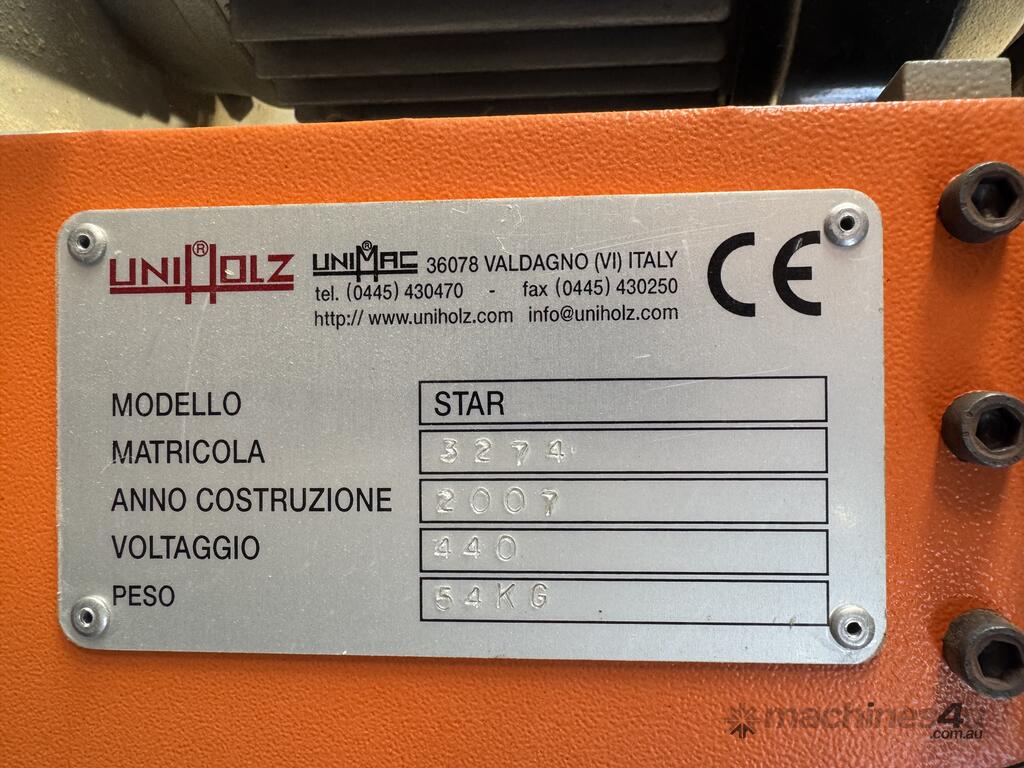 UNIHOLZ® UNIMAC® 36078 VALDAGNO (VI) ITALY
tel. (0445) 430470 - fax (0445) 430250
http:// www.uniholz.com info@uniholz.com
CE
MODELLO STAR
MATRICOLA 3274
ANNO COSTRUZIONE 2007
VOLTAGGIO 440
PESO 54KG
machines4u
.com.au